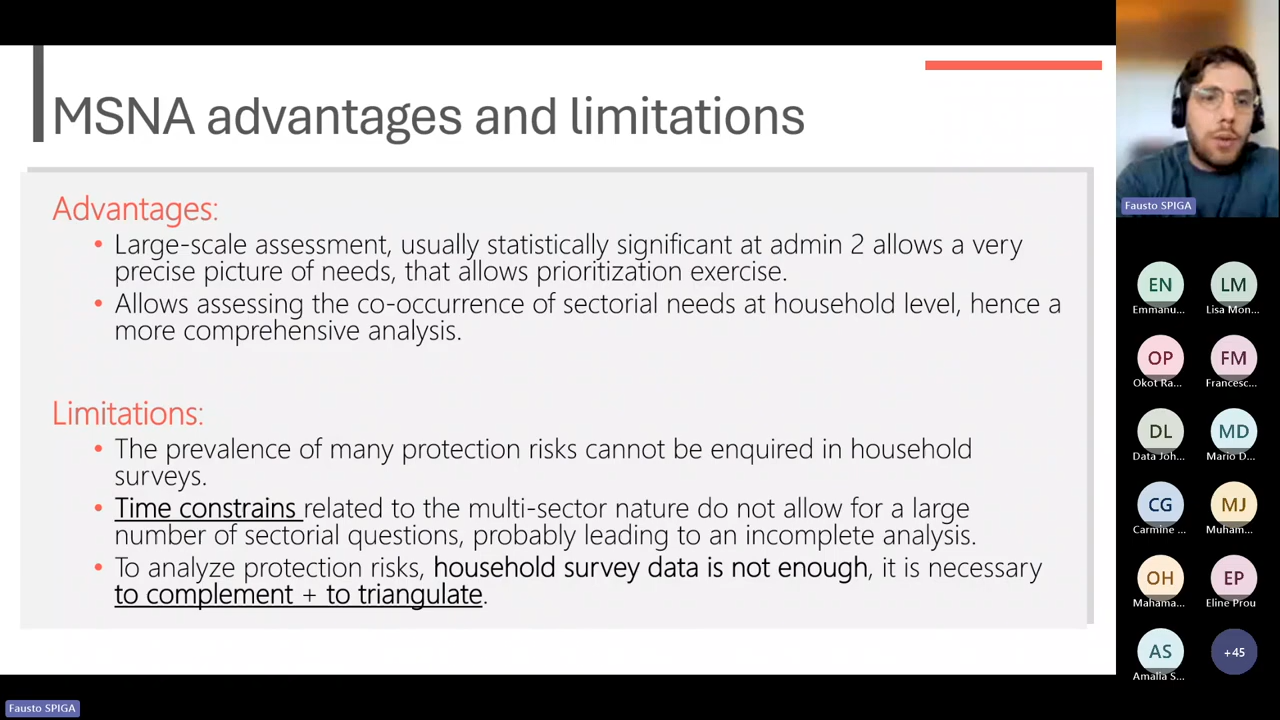 MSNA advantages and limitations
Advantages:
• Large-scale assessment, usually statistically significant at admin 2 allows a very
precise picture of needs, that allows prioritization exercise.
• Allows assessing the co-occurrence of sectorial needs at household level, hence a
more comprehensive analysis.
Limitations:
• The prevalence of many protection risks cannot be enquired in household
surveys.
• Time constrains related to the multi-sector nature do not allow for a large
number of sectorial questions, probably leading to an incomplete analysis.
• To analyze protection risks, household survey data is not enough, it is necessary
to complement + to triangulate.
Fausto SPIGA
EN
Emmanu...
LM
Lisa Mon...
OP
Okot Ra...
FM
Francesc...
DL
Data Joh...
MD
Mario D...
CG
Carmine ...
MJ
Muham...
OH
Mahama...
EP
Eline Prou
AS
Amalia S...
+45
Fausto SPIGA